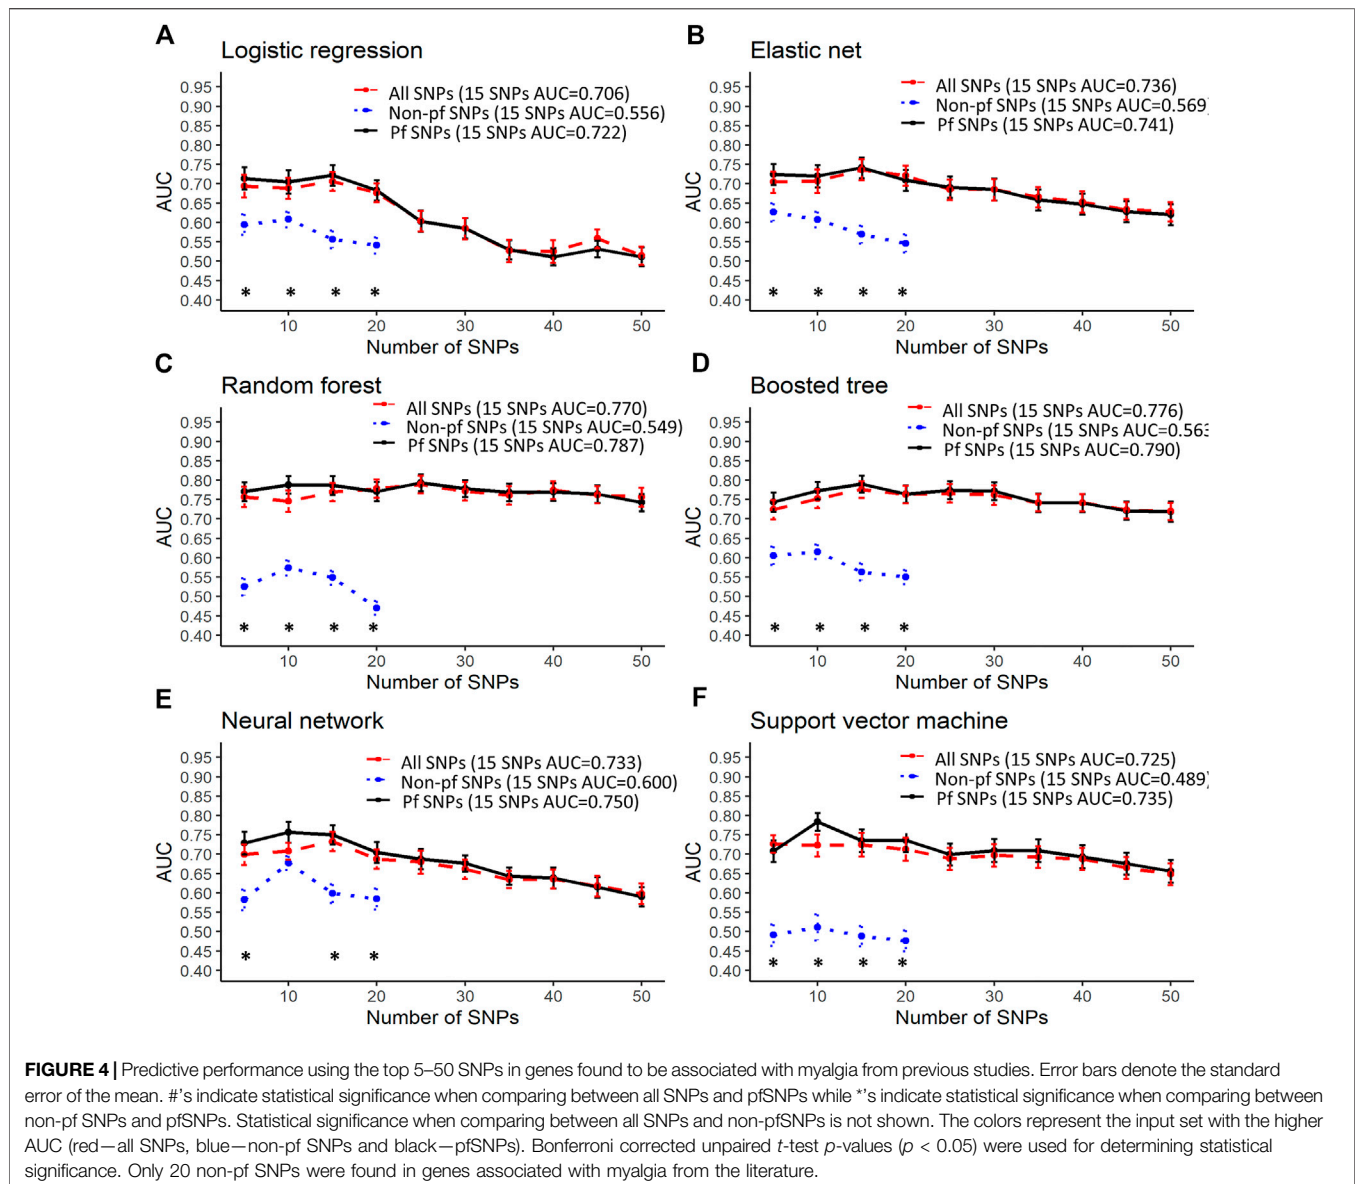 A
Logistic regression
0.95
0.90
0.85
0.80
0.75
0.70
0.65
0.60
0.55
0.50
0.45
0.40
AUC
All SNPs (15 SNPs AUC=0.706)
Non-pf SNPs (15 SNPs AUC=0.556)
Pf SNPs (15 SNPs AUC=0.722)
* * * *
10 20 30 40 50
Number of SNPs
B
Elastic net
0.95
0.90
0.85
0.80
0.75
0.70
0.65
0.60
0.55
0.50
0.45
0.40
AUC
All SNPs (15 SNPs AUC=0.736)
Non-pf SNPs (15 SNPs AUC=0.569)
Pf SNPs (15 SNPs AUC=0.741)
* * * *
10 20 30 40 50
Number of SNPs
C
Random forest
0.95
0.90
0.85
0.80
0.75
0.70
0.65
0.60
0.55
0.50
0.45
0.40
AUC
All SNPs (15 SNPs AUC=0.770)
Non-pf SNPs (15 SNPs AUC=0.549)
Pf SNPs (15 SNPs AUC=0.787)
* * * *
10 20 30 40 50
Number of SNPs
D
Boosted tree
0.95
0.90
0.85
0.80
0.75
0.70
0.65
0.60
0.55
0.50
0.45
0.40
AUC
All SNPs (15 SNPs AUC=0.776)
Non-pf SNPs (15 SNPs AUC=0.563
Pf SNPs (15 SNPs AUC=0.790)
* * * *
10 20 30 40 50
Number of SNPs
E
Neural network
0.95
0.90
0.85
0.80
0.75
0.70
0.65
0.60
0.55
0.50
0.45
0.40
AUC
All SNPs (15 SNPs AUC=0.733)
Non-pf SNPs (15 SNPs AUC=0.600)
Pf SNPs (15 SNPs AUC=0.750)
* * *
10 20 30 40 50
Number of SNPs
F
Support vector machine
0.95
0.90
0.85
0.80
0.75
0.70
0.65
0.60
0.55
0.50
0.45
0.40
AUC
All SNPs (15 SNPs AUC=0.725)
Non-pf SNPs (15 SNPs AUC=0.489)
Pf SNPs (15 SNPs AUC=0.735)
* * * *
10 20 30 40 50
Number of SNPs
FIGURE 4 | Predictive performance using the top 5–50 SNPs in genes found to be associated with myalgia from previous studies. Error bars denote the standard
error of the mean. #'s indicate statistical significance when comparing between all SNPs and pfSNPs while *'s indicate statistical significance when comparing between
non-pf SNPs and pfSNPs. Statistical significance when comparing between all SNPs and non-pfSNPs is not shown. The colors represent the input set with the higher
AUC (red—all SNPs, blue—non-pf SNPs and black—pfSNPs). Bonferroni corrected unpaired t-test p-values (p < 0.05) were used for determining statistical
significance. Only 20 non-pf SNPs were found in genes associated with myalgia from the literature.